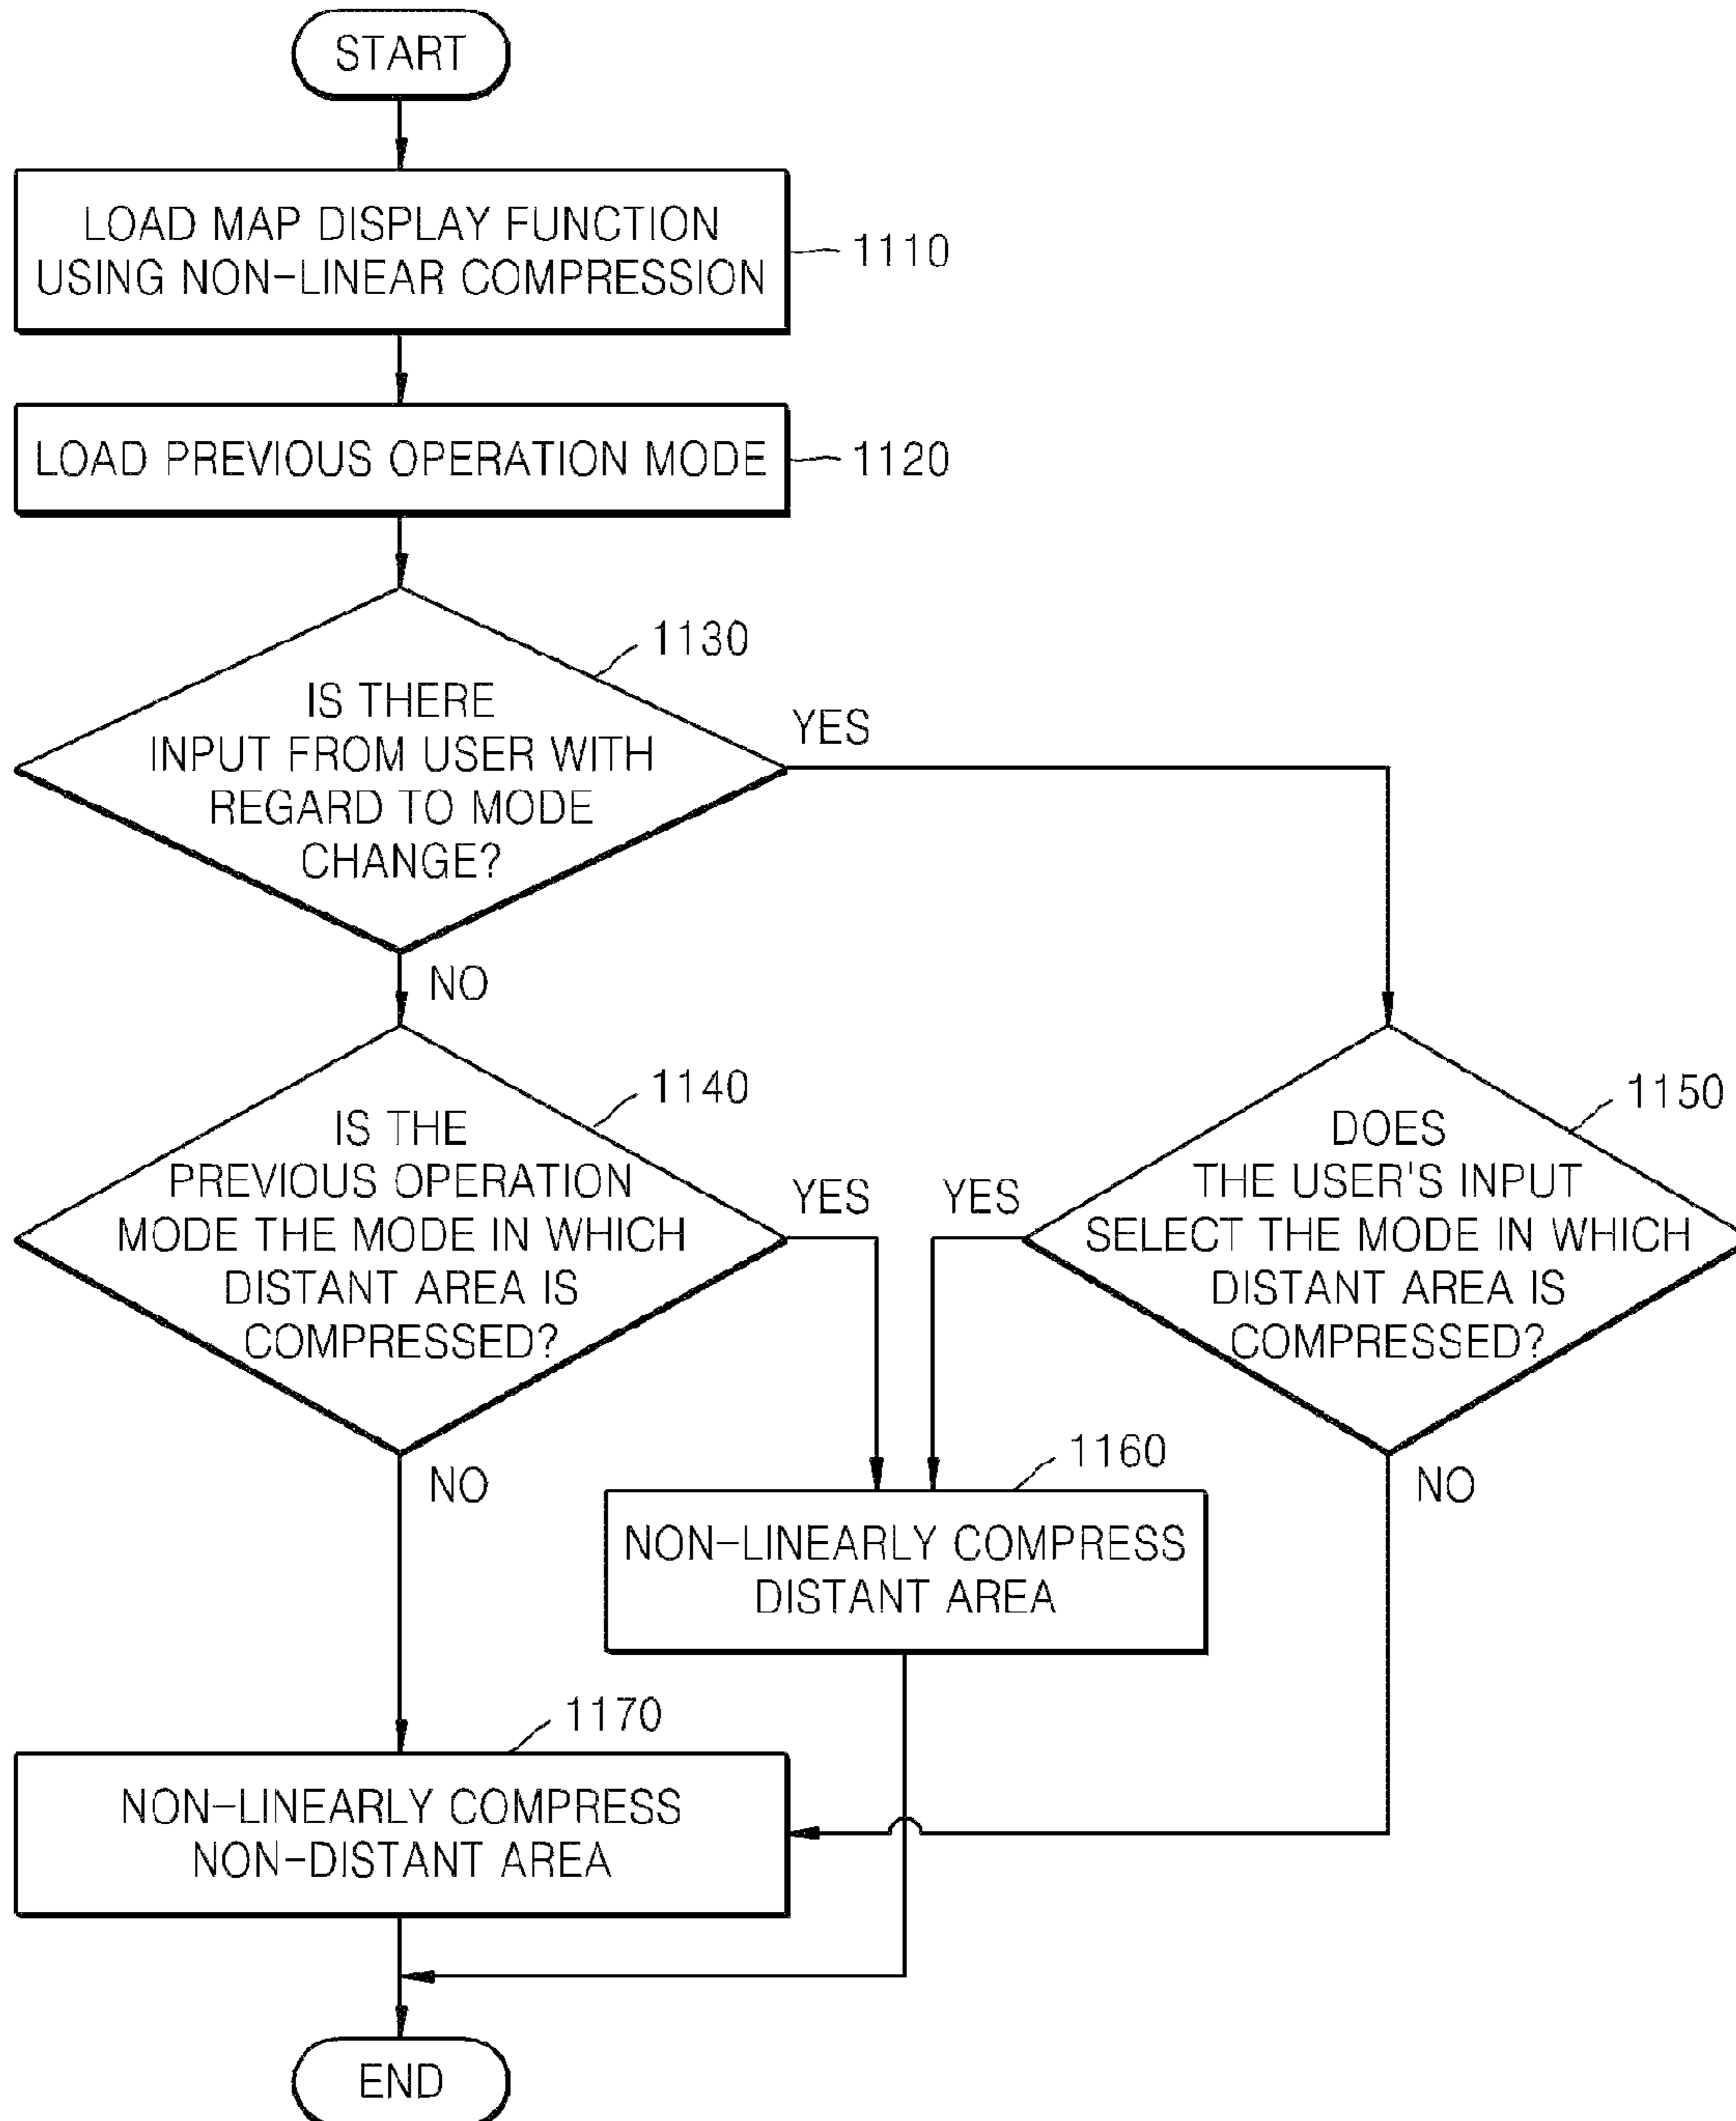 START
LOAD MAP DISPLAY FUNCTION
USING NON-LINEAR COMPRESSION
1110
LOAD PREVIOUS OPERATION MODE
1120
1130
IS THERE
INPUT FROM USER WITH
REGARD TO MODE
CHANGE?
YES
NO
1140
IS THE
PREVIOUS OPERATION
MODE THE MODE IN WHICH
DISTANT AREA IS
COMPRESSED?
YES
NO
1150
DOES
THE USER'S INPUT
SELECT THE MODE IN WHICH
DISTANT AREA IS
COMPRESSED?
YES
NO
1160
NON-LINEARLY COMPRESS
DISTANT AREA
1170
NON-LINEARLY COMPRESS
NON-DISTANT AREA
END